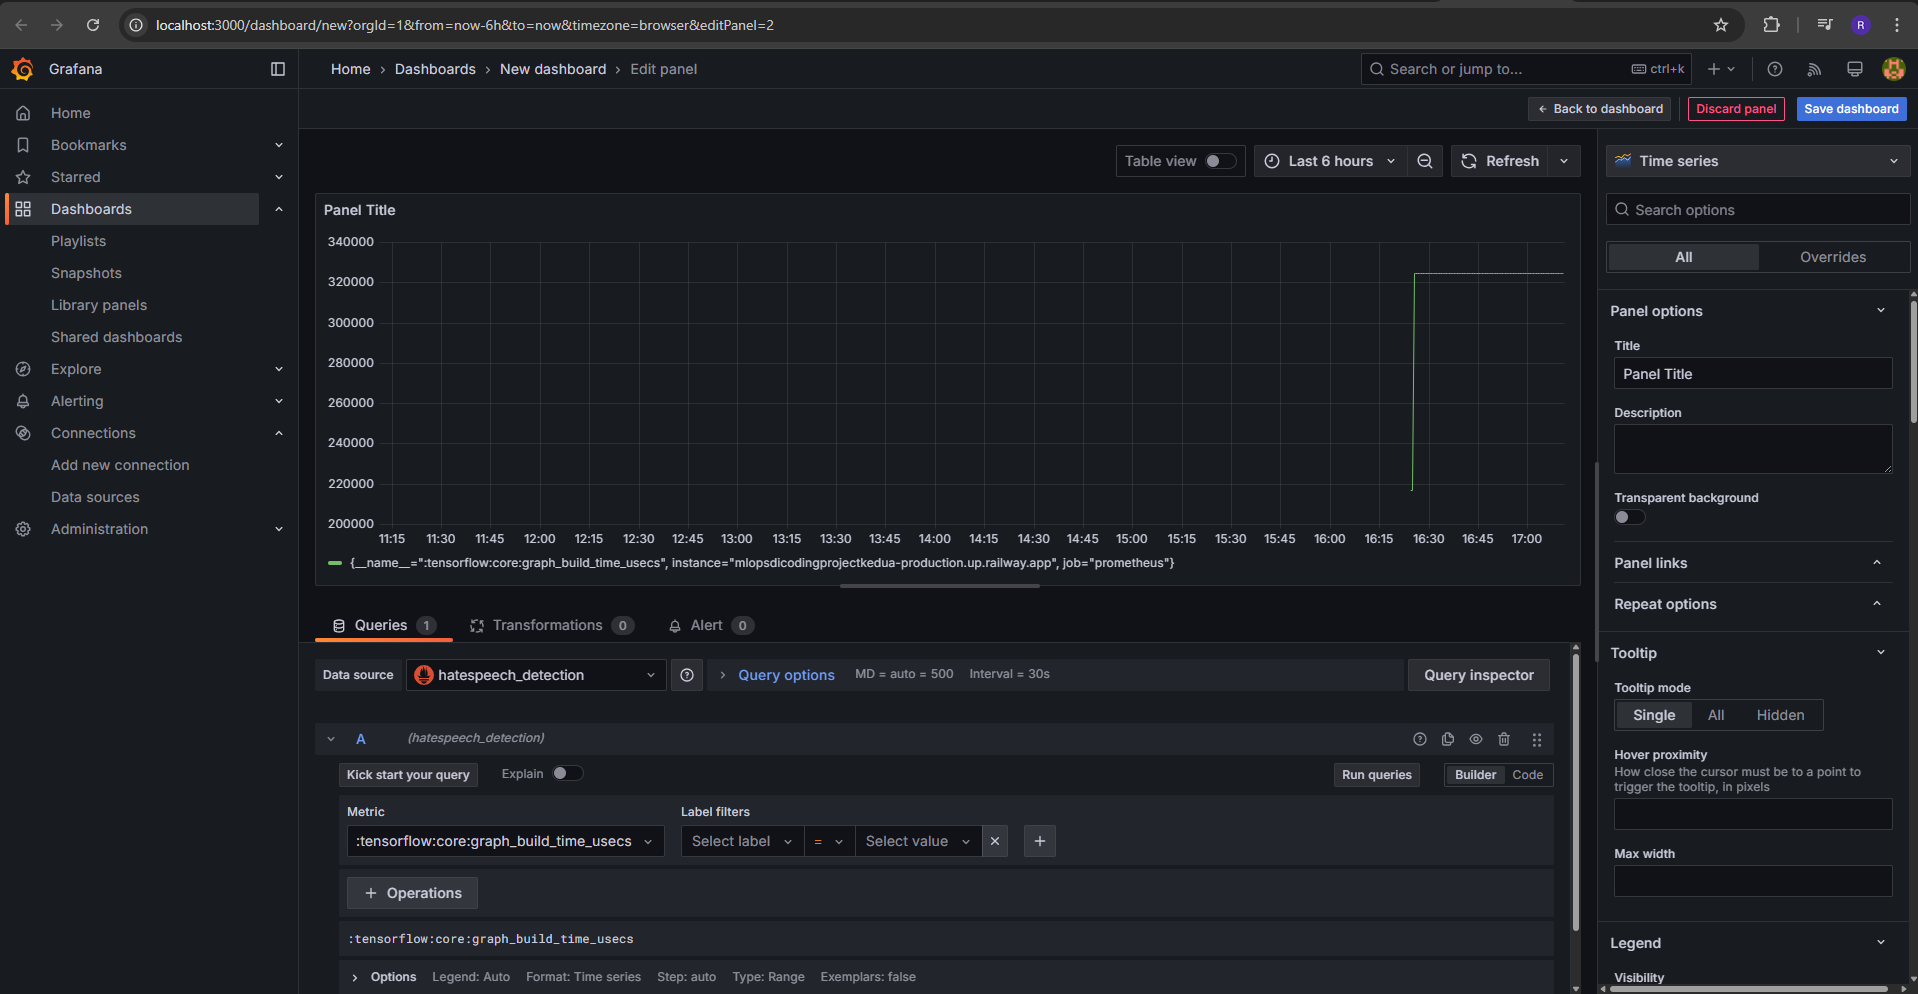 localhost:3000/dashboard/new?orgId=1&from=now-6h&to=now&timezone=browser&editPanel=2
R
Grafana
Home › Dashboards › New dashboard › Edit panel
Search or jump to...
ctrl+k
Back to dashboard
Discard panel
Save dashboard
Home
Bookmarks
Starred
Dashboards
Playlists
Snapshots
Library panels
Shared dashboards
Explore
Alerting
Connections
Add new connection
Data sources
Administration
Table view
Last 6 hours
Refresh
Panel Title
340000
320000
300000
280000
260000
240000
220000
200000
11:15 11:30 11:45 12:00 12:15 12:30 12:45 13:00 13:15 13:30 13:45 14:00 14:15 14:30 14:45 15:00 15:15 15:30 15:45 16:00 16:15 16:30 16:45 17:00
{__name__=":tensorflow:core:graph_build_time_usecs", instance="mlopsdicodingprojectkedua-production.up.railway.app", job="prometheus"}
Queries 1
Transformations 0
Alert 0
Data source
hatespeech_detection
Query options
MD = auto = 500
Interval = 30s
Query inspector
A
(hatespeech_detection)
Kick start your query
Explain
Run queries
Builder
Code
Metric
Label filters
:tensorflow:core:graph_build_time_usecs
Select label
=
Select value
+ Operations
:tensorflow:core:graph_build_time_usecs
Options
Legend: Auto
Format: Time series
Step: auto
Type: Range
Exemplars: false
Time series
Search options
All
Overrides
Panel options
Title
Panel Title
Description
Transparent background
Panel links
Repeat options
Tooltip
Tooltip mode
Single
All
Hidden
Hover proximity
How close the cursor must be to a point to
trigger the tooltip, in pixels
Max width
Legend
Visibility